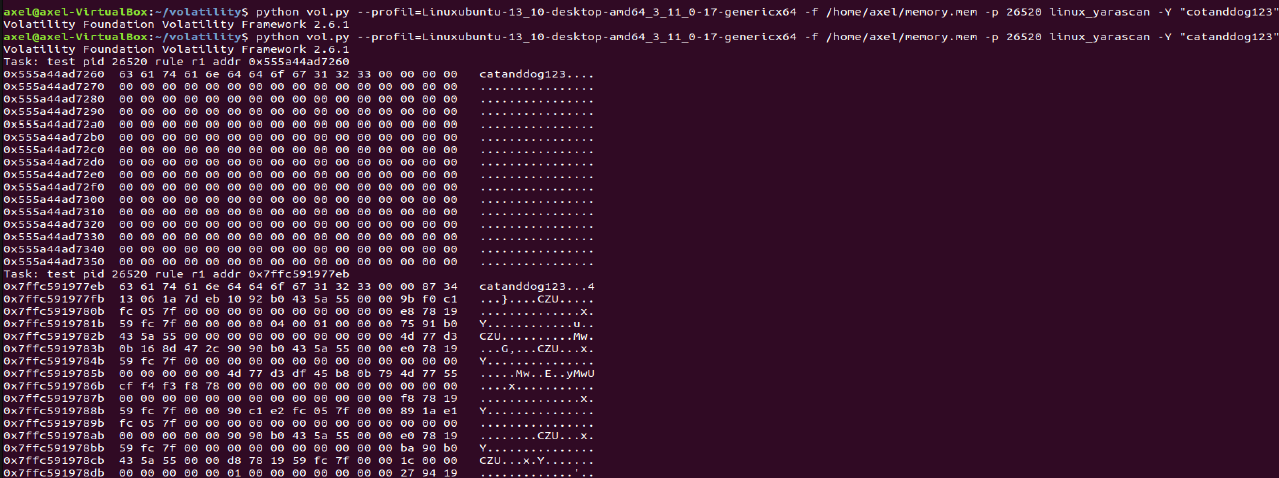 axel@axel-VirtualBox:~/volatility$ python vol.py --profil=Linuxubuntu-13_10-desktop-amd64_3_11_0-17-genericx64 -f /home/axel/memory.mem -p 26520 linux_yarascan -Y "cotanddog123"
Volatility Foundation Volatility Framework 2.6.1
axel@axel-VirtualBox:~/volatility$ python vol.py --profil=Linuxubuntu-13_10-desktop-amd64_3_11_0-17-genericx64 -f /home/axel/memory.mem -p 26520 linux_yarascan -Y "catanddog123"
Volatility Foundation Volatility Framework 2.6.1
Task: test pid 26520 rule r1 addr 0x555a44ad7260
0x555a44ad7260  63 61 74 61 6e 64 64 6f 67 31 32 33 00 00 00 00   catanddog123....
0x555a44ad7270  00 00 00 00 00 00 00 00 00 00 00 00 00 00 00 00   ................
0x555a44ad7280  00 00 00 00 00 00 00 00 00 00 00 00 00 00 00 00   ................
0x555a44ad7290  00 00 00 00 00 00 00 00 00 00 00 00 00 00 00 00   ................
0x555a44ad72a0  00 00 00 00 00 00 00 00 00 00 00 00 00 00 00 00   ................
0x555a44ad72b0  00 00 00 00 00 00 00 00 00 00 00 00 00 00 00 00   ................
0x555a44ad72c0  00 00 00 00 00 00 00 00 00 00 00 00 00 00 00 00   ................
0x555a44ad72d0  00 00 00 00 00 00 00 00 00 00 00 00 00 00 00 00   ................
0x555a44ad72e0  00 00 00 00 00 00 00 00 00 00 00 00 00 00 00 00   ................
0x555a44ad72f0  00 00 00 00 00 00 00 00 00 00 00 00 00 00 00 00   ................
0x555a44ad7300  00 00 00 00 00 00 00 00 00 00 00 00 00 00 00 00   ................
0x555a44ad7310  00 00 00 00 00 00 00 00 00 00 00 00 00 00 00 00   ................
0x555a44ad7320  00 00 00 00 00 00 00 00 00 00 00 00 00 00 00 00   ................
0x555a44ad7330  00 00 00 00 00 00 00 00 00 00 00 00 00 00 00 00   ................
0x555a44ad7340  00 00 00 00 00 00 00 00 00 00 00 00 00 00 00 00   ................
0x555a44ad7350  00 00 00 00 00 00 00 00 00 00 00 00 00 00 00 00   ................
Task: test pid 26520 rule r1 addr 0x7ffc591977eb
0x7ffc591977eb  63 61 74 61 6e 64 64 6f 67 31 32 33 00 00 87 34   catanddog123...4
0x7ffc591977fb  13 06 1a 7d eb 10 92 b0 43 5a 55 00 00 9b f0 c1   ...}....CZU.....
0x7ffc5919780b  fc 05 7f 00 00 00 00 00 00 00 00 00 00 e8 78 19   ..............x.
0x7ffc5919781b  59 fc 7f 00 00 00 00 04 00 01 00 00 00 75 91 b0   Y............u..
0x7ffc5919782b  43 5a 55 00 00 00 00 00 00 00 00 00 00 4d 77 d3   CZU..........Mw.
0x7ffc5919783b  0b 16 8d 47 2c 90 90 b0 43 5a 55 00 00 e0 78 19   ...G,...CZU...x.
0x7ffc5919784b  59 fc 7f 00 00 00 00 00 00 00 00 00 00 00 00 00   Y...............
0x7ffc5919785b  00 00 00 00 00 4d 77 d3 df 45 b8 0b 79 4d 77 55   .....Mw..E..yMwU
0x7ffc5919786b  cf f4 f3 f8 78 00 00 00 00 00 00 00 00 00 00 00   ....x...........
0x7ffc5919787b  00 00 00 00 00 00 00 00 00 00 00 00 00 f8 78 19   ..............x.
0x7ffc5919788b  59 fc 7f 00 00 90 c1 e2 fc 05 7f 00 00 89 1a e1   Y...............
0x7ffc5919789b  fc 05 7f 00 00 00 00 00 00 00 00 00 00 00 00 00   ................
0x7ffc591978ab  00 00 00 00 00 90 90 b0 43 5a 55 00 00 e0 78 19   ........CZU...x.
0x7ffc591978bb  59 fc 7f 00 00 00 00 00 00 00 00 00 00 ba 90 b0   Y...............
0x7ffc591978cb  43 5a 55 00 00 d8 78 19 59 fc 7f 00 00 1c 00 00   CZU...x.Y.......
0x7ffc591978db  00 00 00 00 00 01 00 00 00 00 00 00 00 27 94 19   .............'..